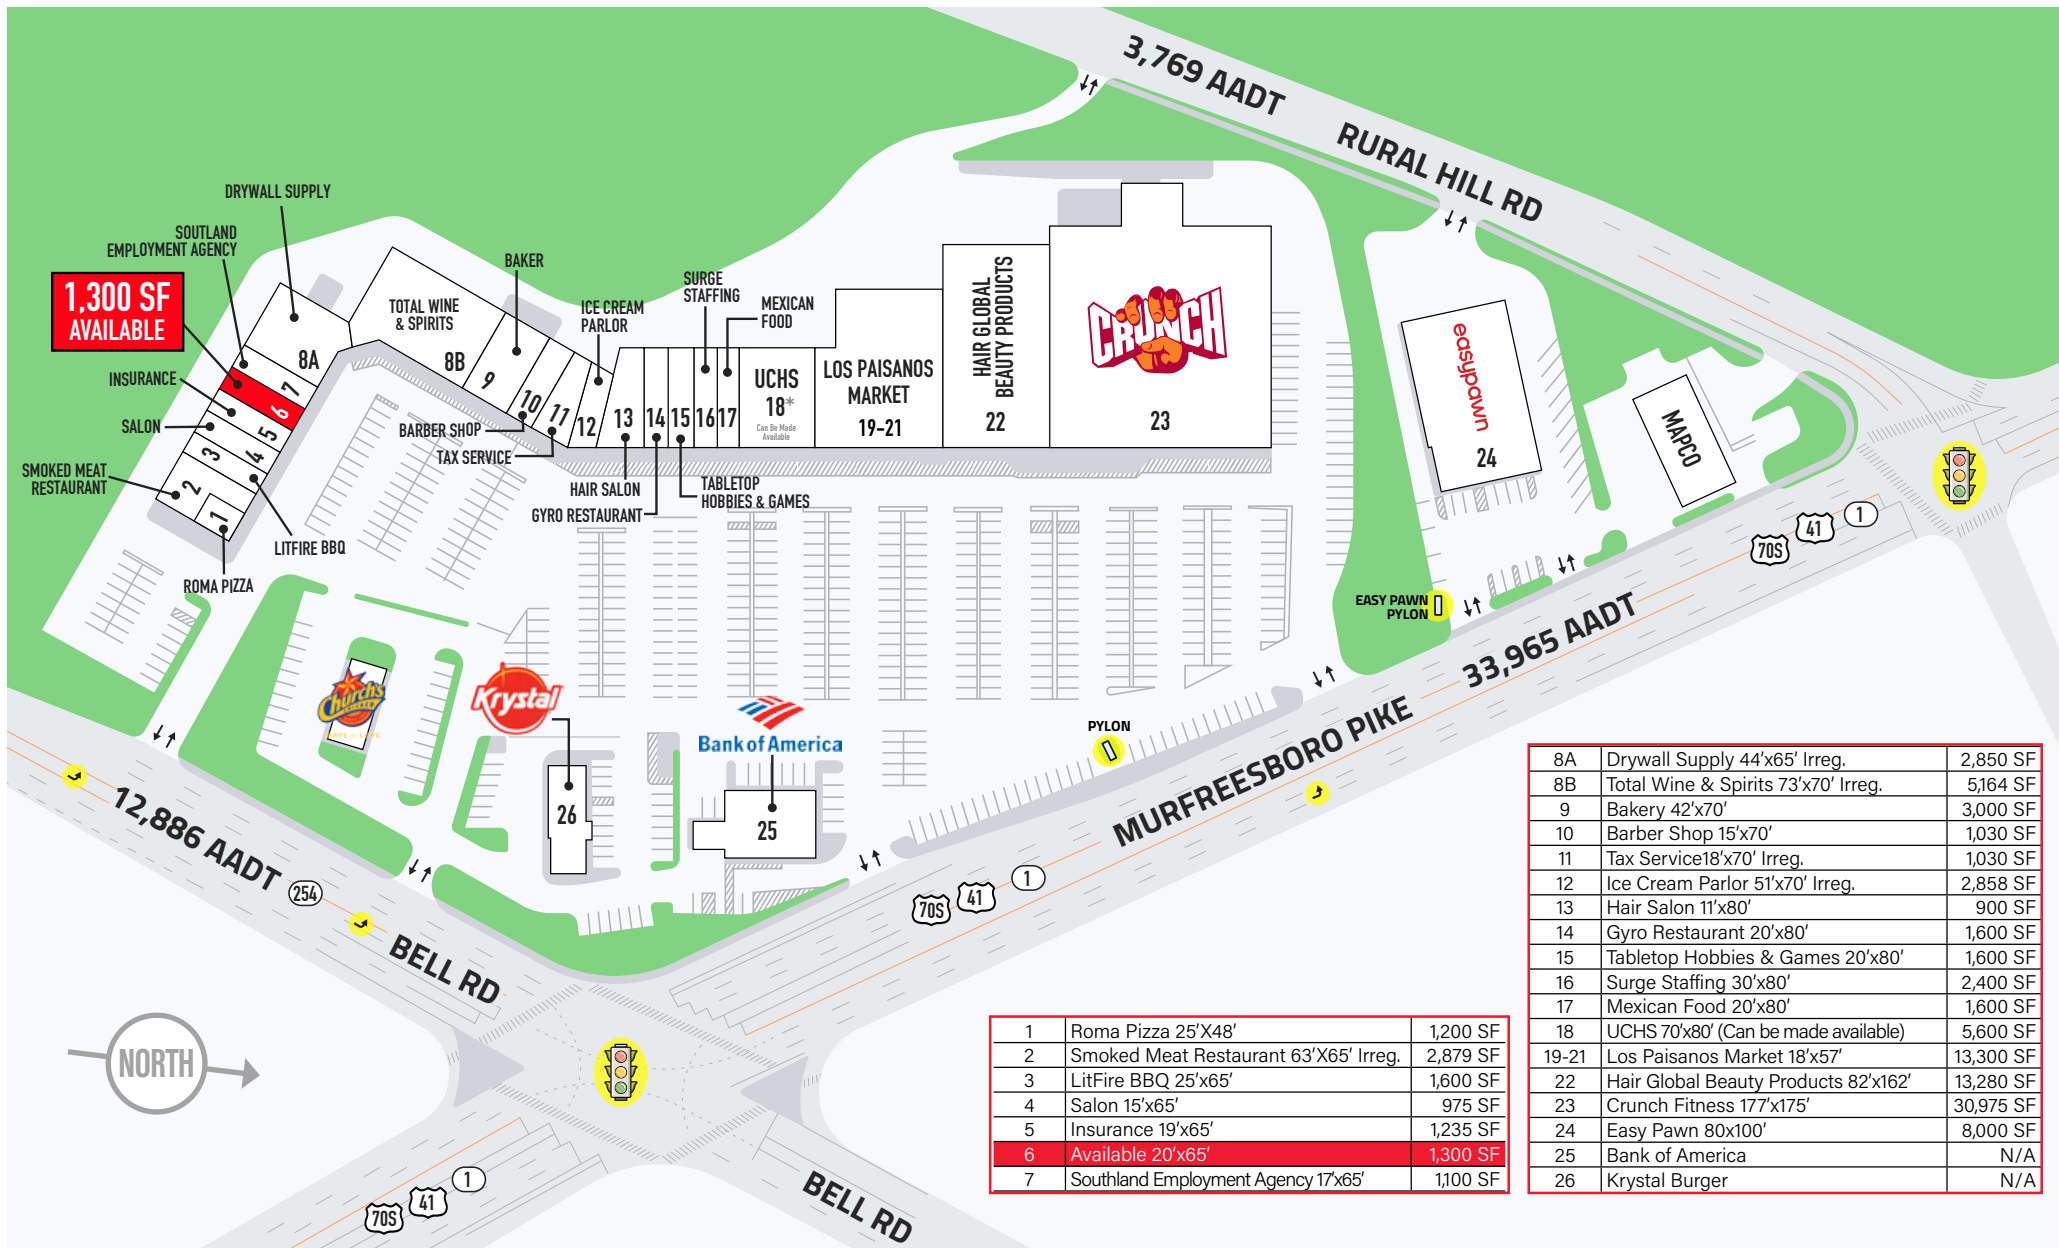 3,769 AADT
RURAL HILL RD
DRYWALL SUPPLY
SOUTLAND
EMPLOYMENT AGENCY
1,300 SF
AVAILABLE
INSURANCE
SALON
SMOKED MEAT
RESTAURANT
ROMA PIZZA
LITFIRE BBQ
8A
7
6
5
4
3
2
1
TOTAL WINE
& SPIRITS
8B
BAKER
9
10
11
12
BARBER SHOP
TAX SERVICE
ICE CREAM
PARLOR
HAIR SALON
GYRO RESTAURANT
TABLETOP
HOBBIES & GAMES
SURGE
STAFFING
MEXICAN
FOOD
13
14
15
16
17
UCHS
18*
Can Be Made
Available
LOS PAISANOS
MARKET
19-21
HAIR GLOBAL
BEAUTY PRODUCTS
22
CRUNCH
23
easypawn
24
MAPCO
EASY PAWN
PYLON
70S
41
1
33,965 AADT
MURFREESBORO PIKE
PYLON
Church's
Krystal
26
Bank of America
25
12,886 AADT
254
BELL RD
70S
41
1
NORTH
70S
41
1
BELL RD
1 Roma Pizza 25'X48' 1,200 SF
2 Smoked Meat Restaurant 63'X65' Irreg. 2,879 SF
3 LitFire BBQ 25'x65' 1,600 SF
4 Salon 15'x65' 975 SF
5 Insurance 19'x65' 1,235 SF
6 Available 20'x65' 1,300 SF
7 Southland Employment Agency 17'x65' 1,100 SF
8A Drywall Supply 44'x65' Irreg. 2,850 SF
8B Total Wine & Spirits 73'x70' Irreg. 5,164 SF
9 Bakery 42'x70' 3,000 SF
10 Barber Shop 15'x70' 1,030 SF
11 Tax Service18'x70' Irreg. 1,030 SF
12 Ice Cream Parlor 51'x70' Irreg. 2,858 SF
13 Hair Salon 11'x80' 900 SF
14 Gyro Restaurant 20'x80' 1,600 SF
15 Tabletop Hobbies & Games 20'x80' 1,600 SF
16 Surge Staffing 30'x80' 2,400 SF
17 Mexican Food 20'x80' 1,600 SF
18 UCHS 70'x80' (Can be made available) 5,600 SF
19-21 Los Paisanos Market 18'x57' 13,300 SF
22 Hair Global Beauty Products 82'x162' 13,280 SF
23 Crunch Fitness 177'x175' 30,975 SF
24 Easy Pawn 80x100' 8,000 SF
25 Bank of America N/A
26 Krystal Burger N/A